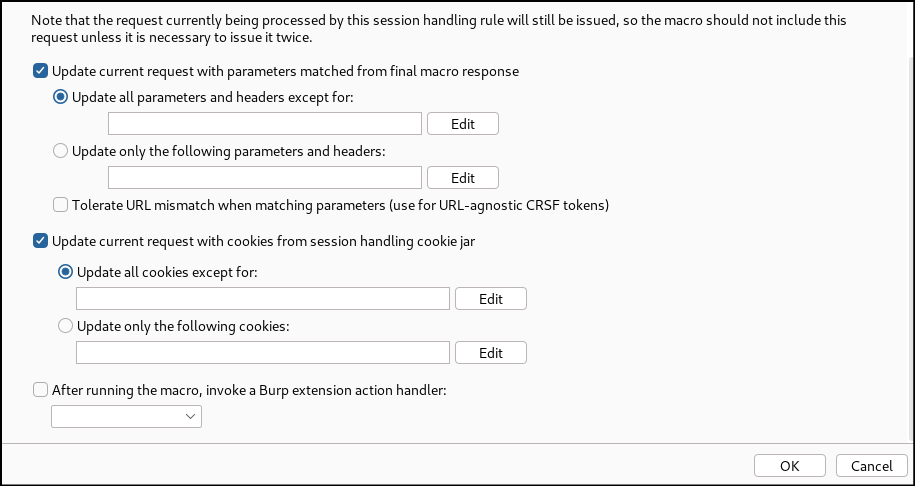 Note that the request currently being processed by this session handling rule will still be issued, so the macro should not include this
request unless it is necessary to issue it twice.
Update current request with parameters matched from final macro response
Update all parameters and headers except for:
Edit
Update only the following parameters and headers:
Edit
Tolerate URL mismatch when matching parameters (use for URL-agnostic CRSF tokens)
Update current request with cookies from session handling cookie jar
Update all cookies except for:
Edit
Update only the following cookies:
Edit
After running the macro, invoke a Burp extension action handler:
OK Cancel